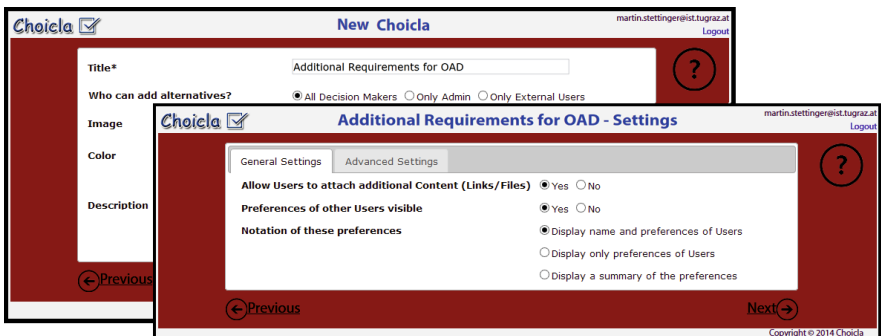 Choicla
New Choicla
martin.stettinger@ist.tugraz.at
Logout
Title*
Additional Requirements for OAD
?
Who can add alternatives?
All Decision Makers
Only Admin
Only External Users
Image
Color
Description
Previous
Choicla
Additional Requirements for OAD - Settings
martin.stettinger@ist.tugraz.at
Logout
General Settings
Advanced Settings
?
Allow Users to attach additional Content (Links/Files)
Yes
No
Preferences of other Users visible
Yes
No
Notation of these preferences
Display name and preferences of Users
Display only preferences of Users
Display a summary of the preferences
Previous
Next
Copyright © 2014 Choicla